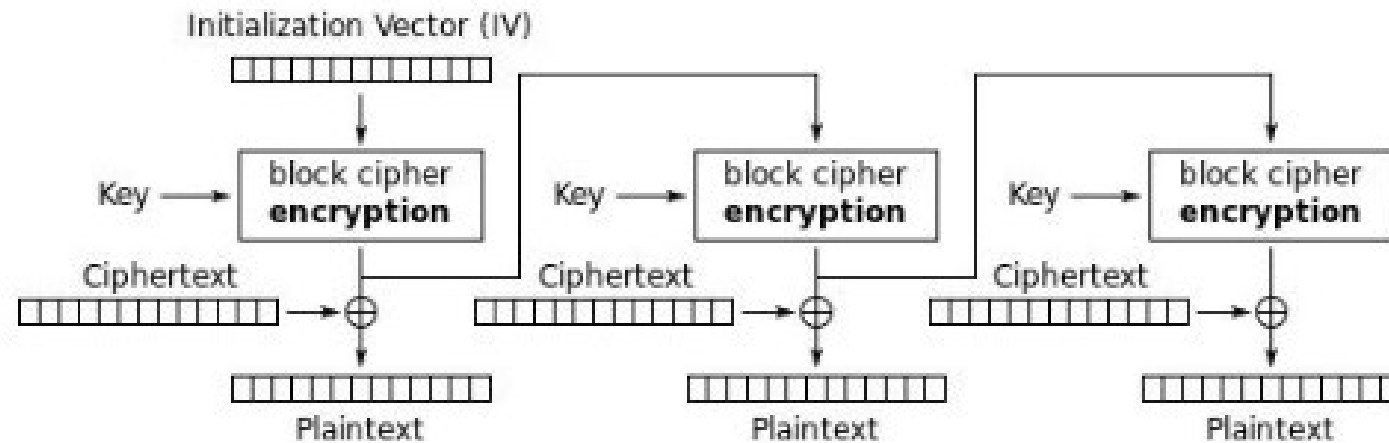 Initialization Vector (IV)
Key
block cipher
encryption
Ciphertext
Plaintext
Key
block cipher
encryption
Ciphertext
Plaintext
Key
block cipher
encryption
Ciphertext
Plaintext